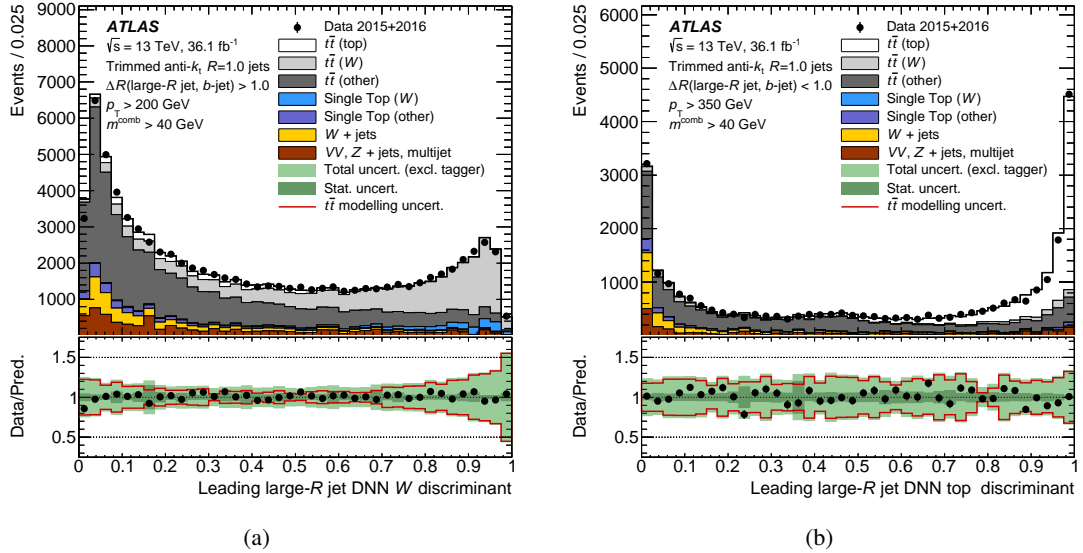 Events / 0.025
9000
8000
7000
6000
5000
4000
3000
2000
1000
ATLAS
√s = 13 TeV, 36.1 fb⁻¹
Trimmed anti-kₜ R=1.0 jets
ΔR(large-R jet, b-jet) > 1.0
p_T > 200 GeV
m^comb > 40 GeV
Data 2015+2016
tt̄ (top)
tt̄ (W)
tt̄ (other)
Single Top (W)
Single Top (other)
W + jets
VV, Z + jets, multijet
Total uncert. (excl. tagger)
Stat. uncert.
tt̄ modelling uncert.
Data/Pred.
1.5
1
0.5
0 0.1 0.2 0.3 0.4 0.5 0.6 0.7 0.8 0.9 1
Leading large-R jet DNN W discriminant
(a)
Events / 0.025
6000
5000
4000
3000
2000
1000
ATLAS
√s = 13 TeV, 36.1 fb⁻¹
Trimmed anti-kₜ R=1.0 jets
ΔR(large-R jet, b-jet) < 1.0
p_T > 350 GeV
m^comb > 40 GeV
Data 2015+2016
tt̄ (top)
tt̄ (W)
tt̄ (other)
Single Top (W)
Single Top (other)
W + jets
VV, Z + jets, multijet
Total uncert. (excl. tagger)
Stat. uncert.
tt̄ modelling uncert.
Data/Pred.
1.5
1
0.5
0 0.1 0.2 0.3 0.4 0.5 0.6 0.7 0.8 0.9 1
Leading large-R jet DNN top discriminant
(b)